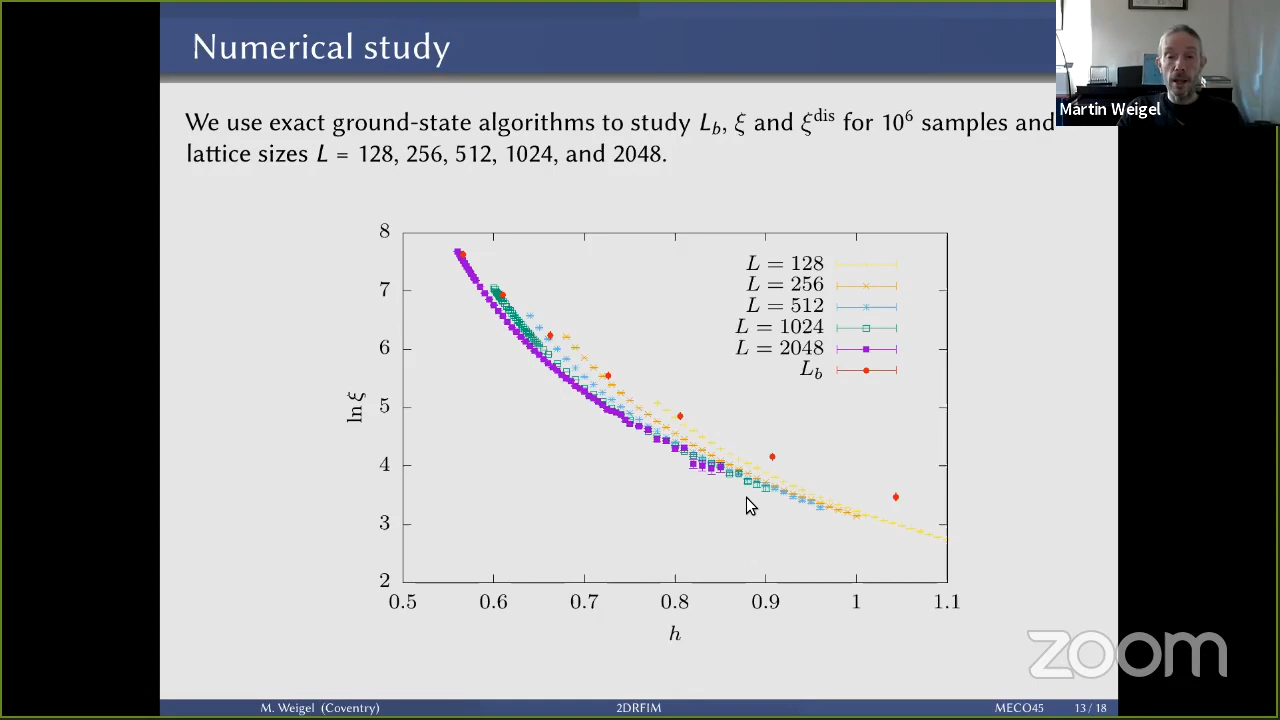 Numerical study
Martin Weigel
We use exact ground-state algorithms to study L_b, ξ and ξ^dis for 10^6 samples and
lattice sizes L = 128, 256, 512, 1024, and 2048.
8
7
6
5
4
3
2
ln ξ
L = 128
L = 256
L = 512
L = 1024
L = 2048
L_b
0.5 0.6 0.7 0.8 0.9 1 1.1
h
zoom
M. Weigel (Coventry) 2DRFIM MECO45 13 / 18